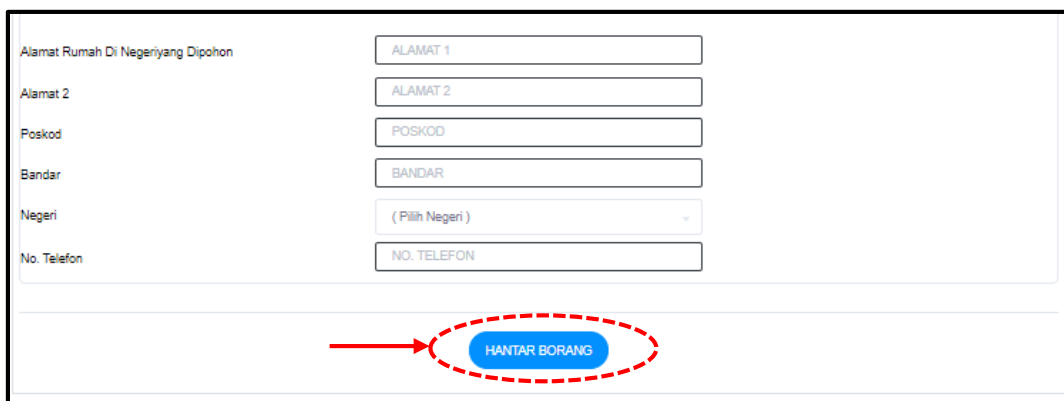 Alamat Rumah Di Negeriyang Dipohon ALAMAT 1
Alamat 2 ALAMAT 2
Poskod POSKOD
Bandar BANDAR
Negeri ( Pilih Negeri )
No. Telefon NO. TELEFON
HANTAR BORANG